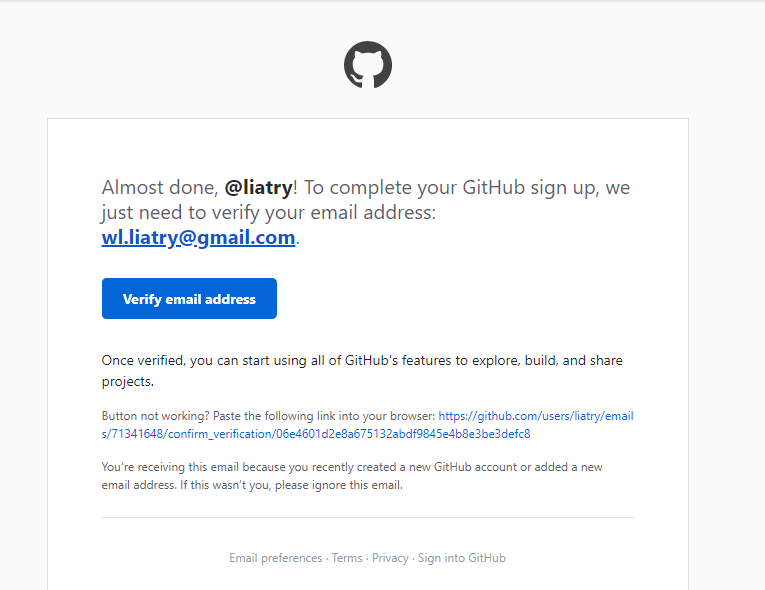 Almost done, @liatry! To complete your GitHub sign up, we
just need to verify your email address:
wl.liatry@gmail.com.
Verify email address
Once verified, you can start using all of GitHub's features to explore, build, and share
projects.
Button not working? Paste the following link into your browser: https://github.com/users/liatry/email
s/71341648/confirm_verification/06e4601d2e8a675132abdf9845e4b8e3be3defc8
You’re receiving this email because you recently created a new GitHub account or added a new
email address. If this wasn’t you, please ignore this email.
Email preferences · Terms · Privacy · Sign into GitHub